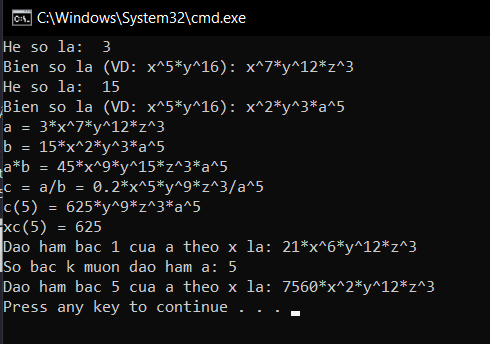 C:\Windows\System32\cmd.exe
He so la:  3
Bien so la (VD: x^5*y^16): x^7*y^12*z^3
He so la:  15
Bien so la (VD: x^5*y^16): x^2*y^3*a^5
a = 3*x^7*y^12*z^3
b = 15*x^2*y^3*a^5
a*b = 45*x^9*y^15*z^3*a^5
c = a/b = 0.2*x^5*y^9*z^3/a^5
c(5) = 625*y^9*z^3*a^5
xc(5) = 625
Dao ham bac 1 cua a theo x la: 21*x^6*y^12*z^3
So bac k muon dao ham a: 5
Dao ham bac 5 cua a theo x la: 7560*x^2*y^12*z^3
Press any key to continue . . .